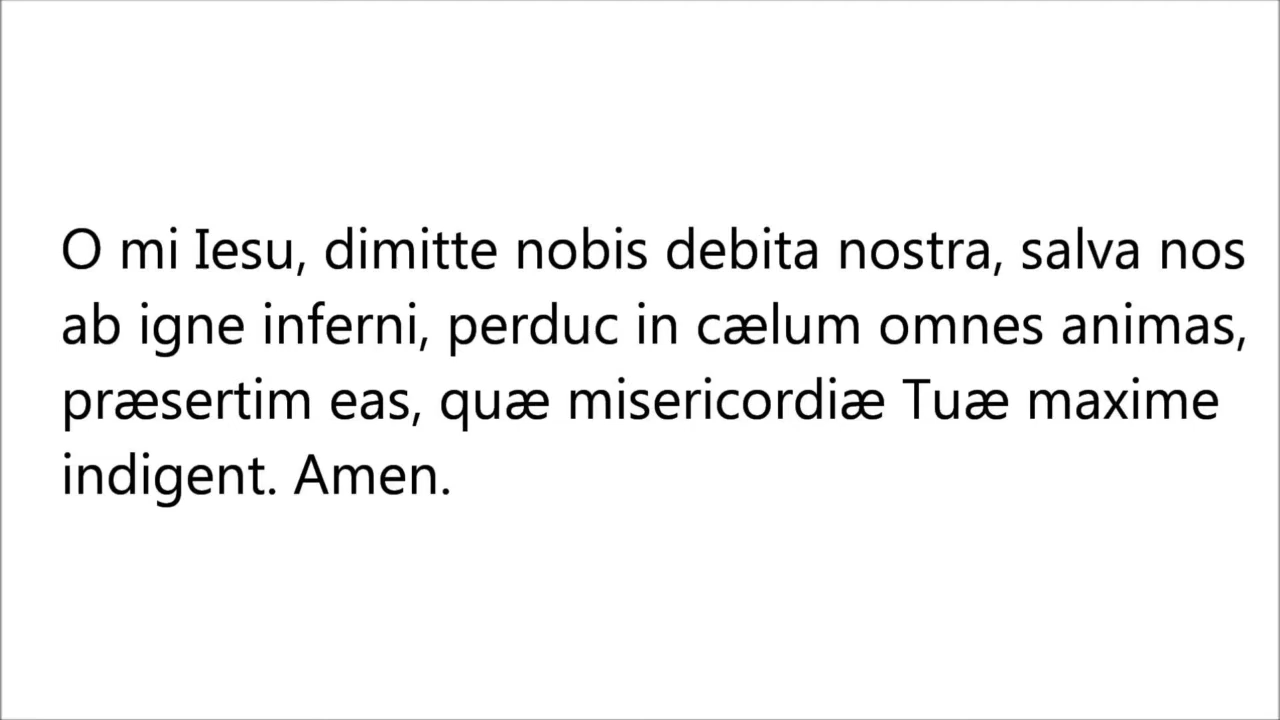 O mi Iesu, dimitte nobis debita nostra, salva nos
ab igne inferni, perduc in cælum omnes animas,
præsertim eas, quæ misericordiæ Tuæ maxime
indigent. Amen.